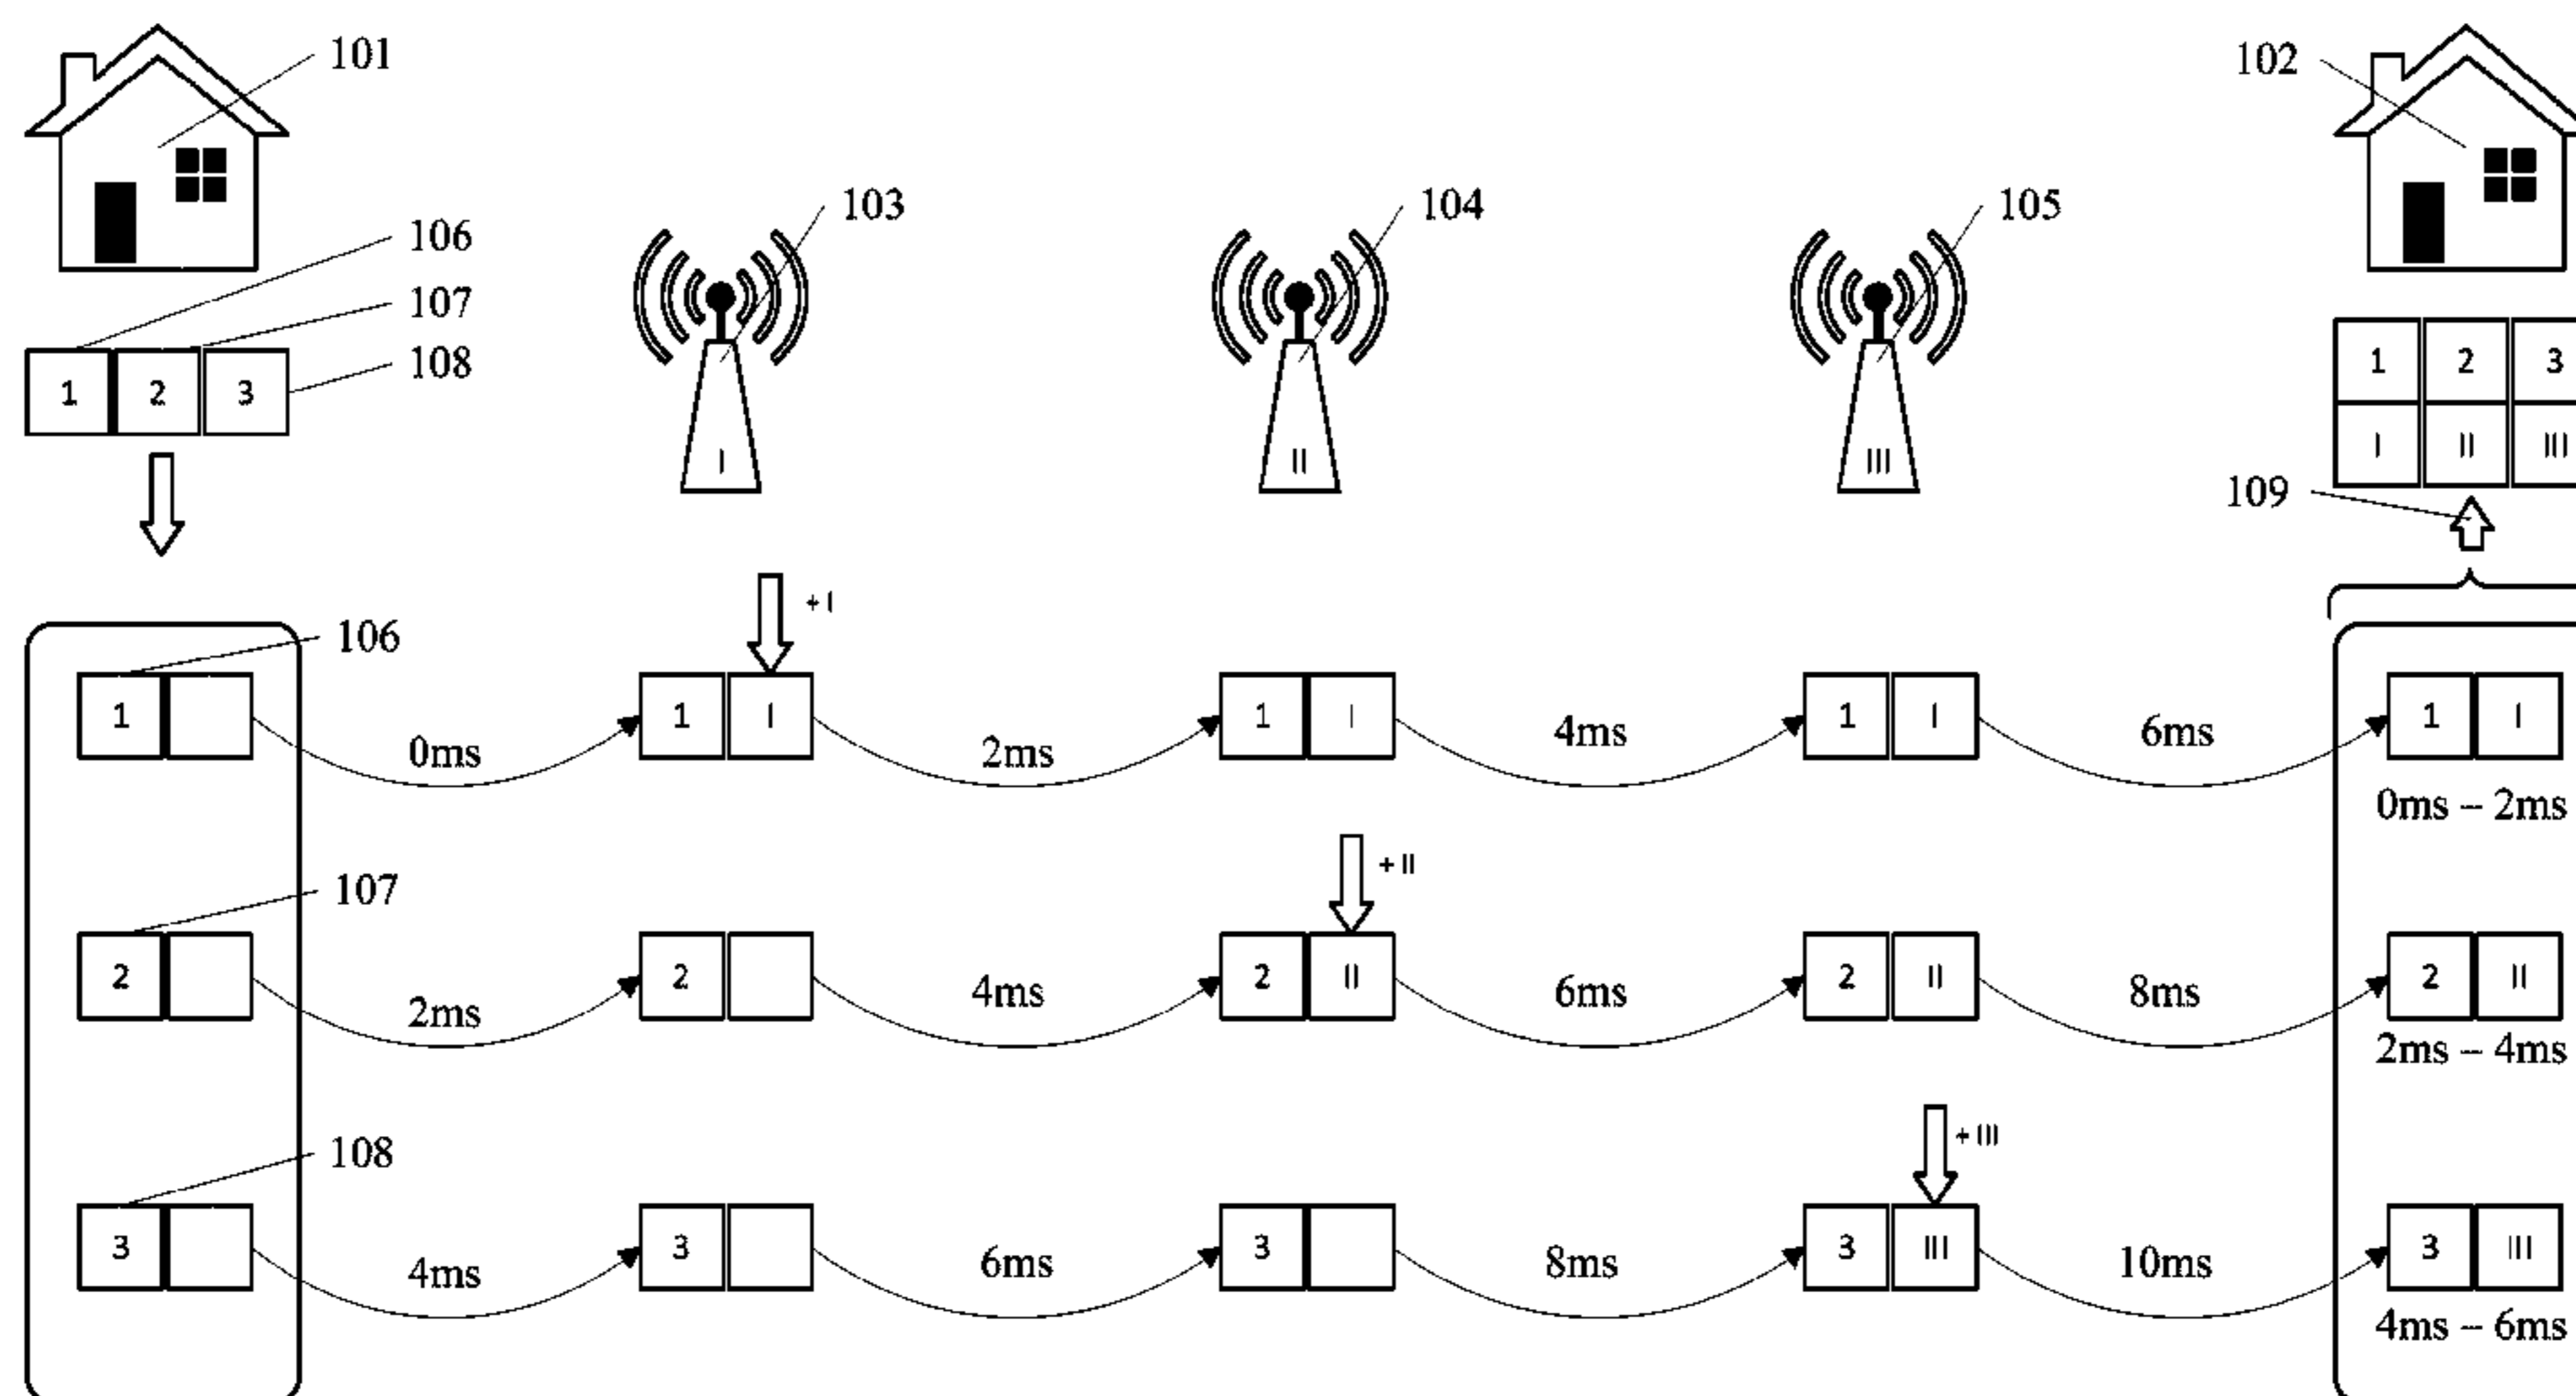 101
102
103
104
105
106
107
108
1 2 3
I
II
III
1 2 3
I II III
109
+ I
106
1
0ms
1 I
2ms
1 I
4ms
1 I
6ms
1 I
0ms – 2ms
+ II
107
2
2ms
2
4ms
2 II
6ms
2 II
8ms
2 II
2ms – 4ms
+ III
108
3
4ms
3
6ms
3
8ms
3 III
10ms
3 III
4ms – 6ms